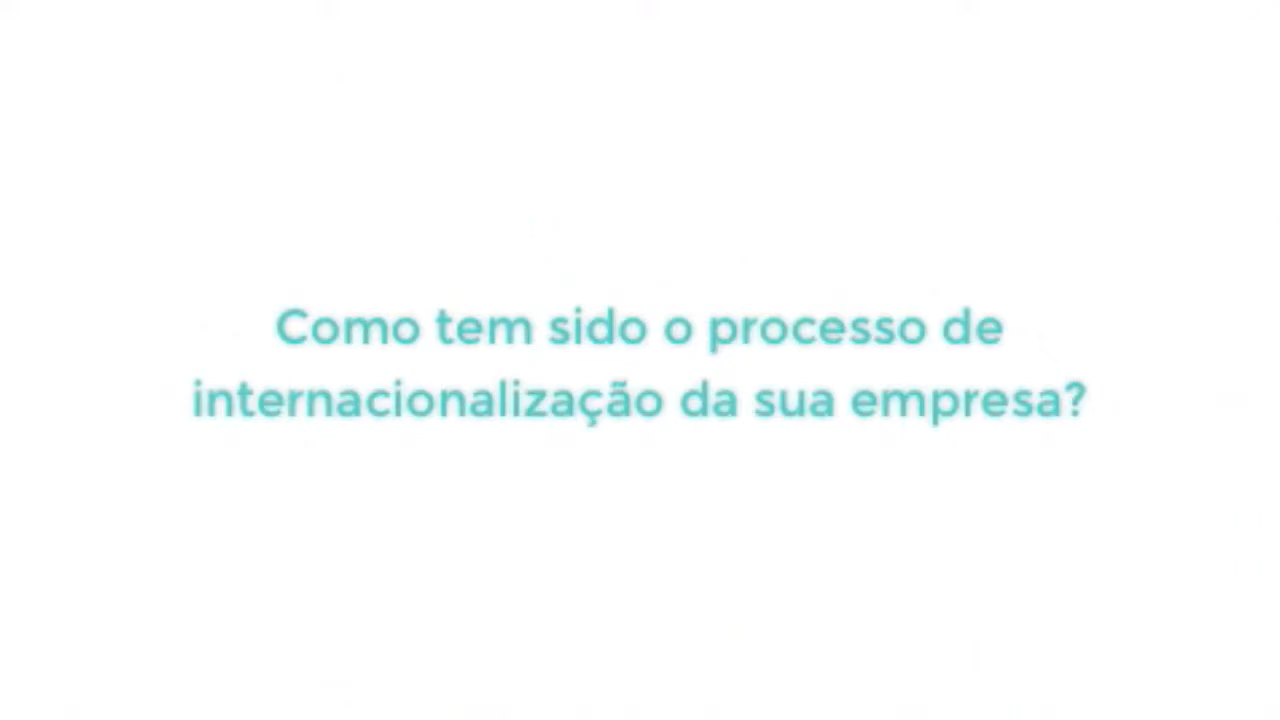 Como tem sido o processo de
internacionalização da sua empresa?